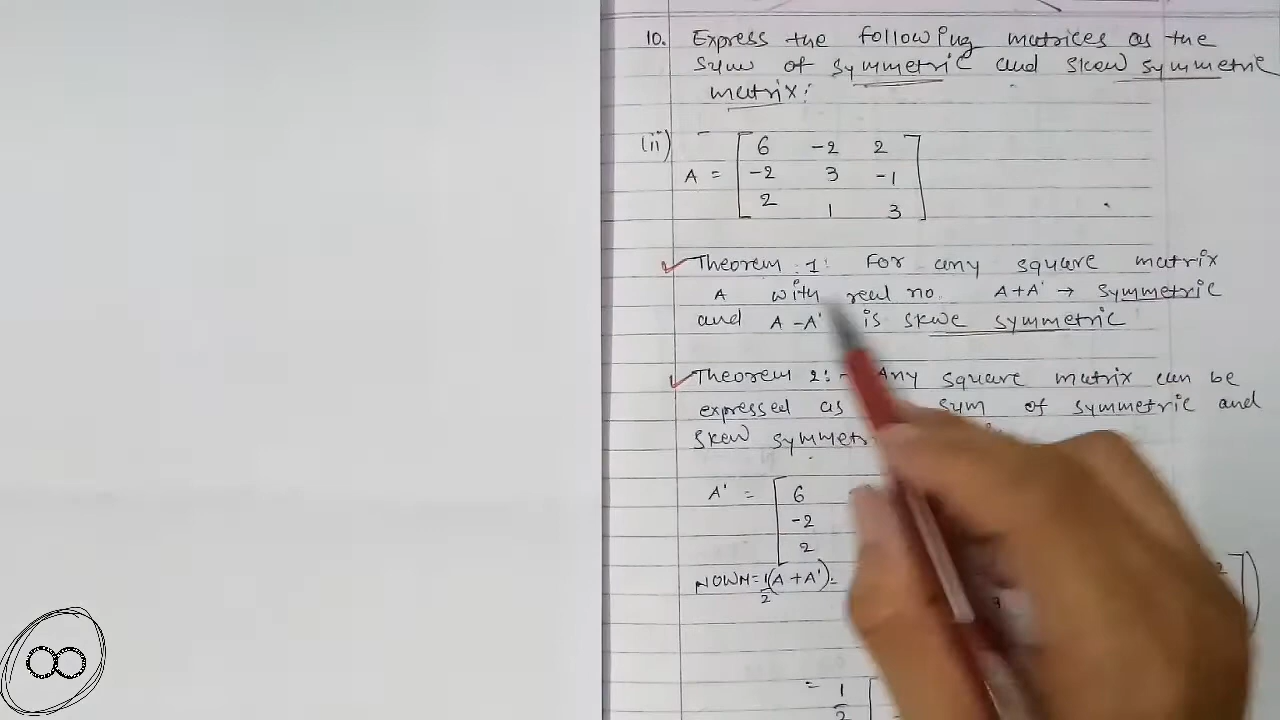 10. Express the following matrices as the
sum of symmetric and skew symmetric
matrix:
(ii) A = [ 6 -2 2
-2 3 -1
2 1 3 ]
Theorem 1: For any square matrix
A with real no. A+A' → symmetric
and A-A' is skwe symmetric
Theorem 2:- Any square matrix can be
expressed as sum of symmetric and
skew
A' = [ 6
-2
2
NOW M = 1/2 (A + A') =
2
= 1/2 [